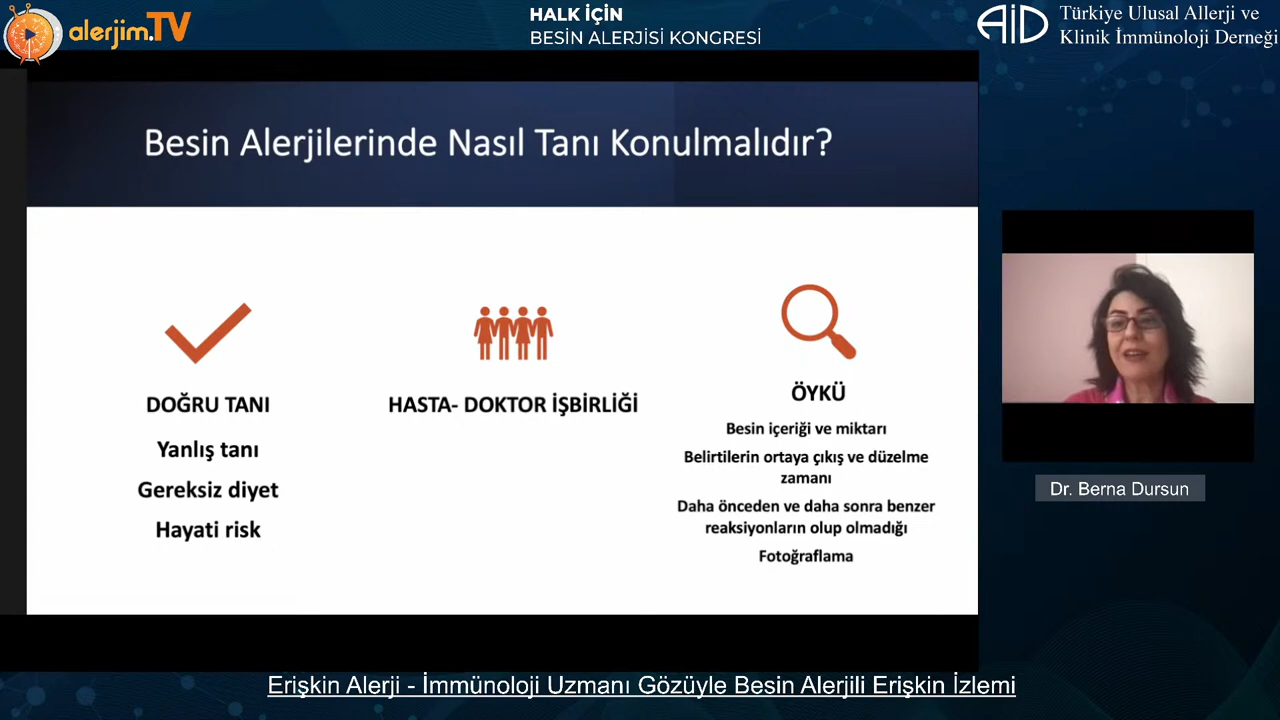 alerjim.TV
HALK İÇİN
BESİN ALERJİSİ KONGRESİ
AİD
Türkiye Ulusal Allerji ve
Klinik İmmünoloji Derneği
Besin Alerjilerinde Nasıl Tanı Konulmalıdır?
DOĞRU TANI
Yanlış tanı
Gereksiz diyet
Hayati risk
HASTA- DOKTOR İŞBİRLİĞİ
ÖYKÜ
Besin içeriği ve miktarı
Belirtilerin ortaya çıkış ve düzelme
zamanı
Daha önceden ve daha sonra benzer
reaksiyonların olup olmadığı
Fotoğraflama
Dr. Berna Dursun
Erişkin Alerji - İmmünoloji Uzmanı Gözüyle Besin Alerjili Erişkin İzlemi